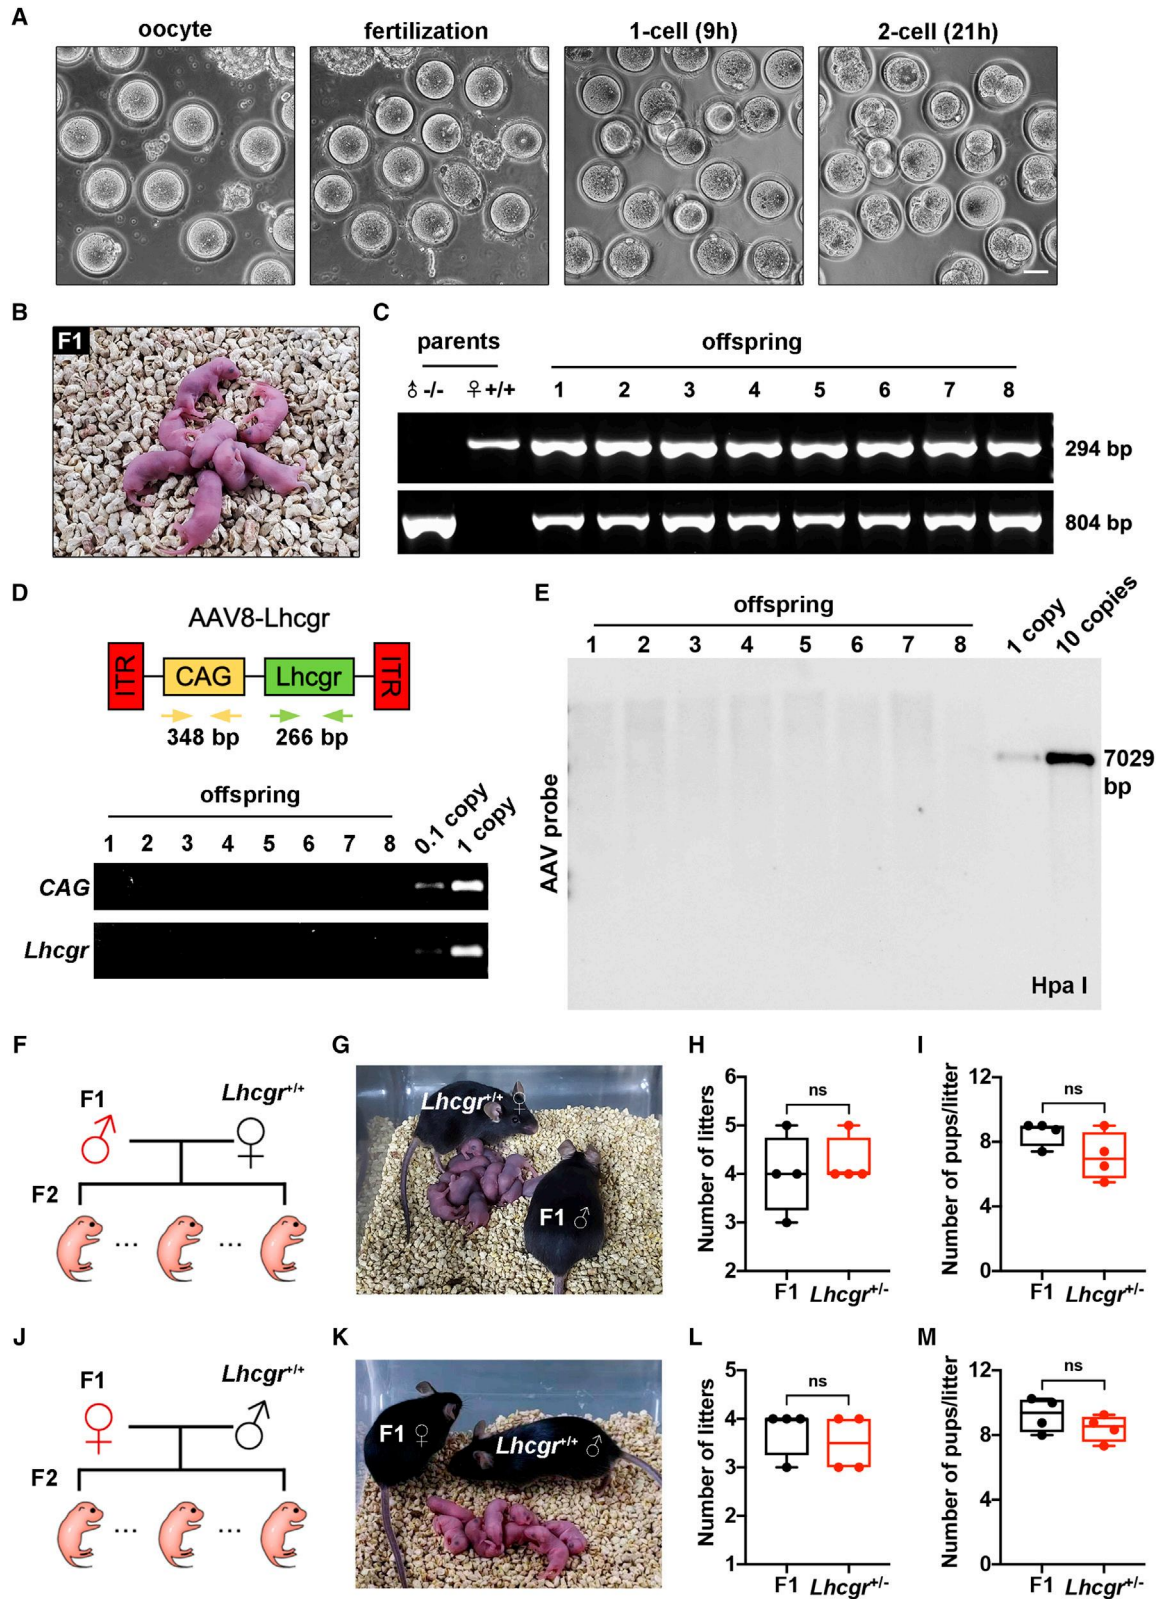 A
oocyte
fertilization
1-cell (9h)
2-cell (21h)
B
F1
C
parents
offspring
♂ -/-
♀ +/+
1 2 3 4 5 6 7 8
294 bp
804 bp
D
AAV8-Lhcgr
ITR CAG Lhcgr ITR
348 bp 266 bp
offspring
1 2 3 4 5 6 7 8 0.1 copy 1 copy
CAG
Lhcgr
E
offspring
1 2 3 4 5 6 7 8 1 copy 10 copies
AAV probe
7029
bp
Hpa I
F
F1
Lhcgr+/+
♂ ♀
F2
... ...
G
Lhcgr+/+ ♀
F1 ♂
H
Number of litters
6
5
4
3
2
ns
F1 Lhcgr+/-
I
Number of pups/litter
12
8
4
0
ns
F1 Lhcgr+/-
J
F1
Lhcgr+/+
♀ ♂
F2
... ...
K
F1 ♀
Lhcgr+/+ ♂
L
Number of litters
5
4
3
2
1
ns
F1 Lhcgr+/-
M
Number of pups/litter
12
8
4
0
ns
F1 Lhcgr+/-